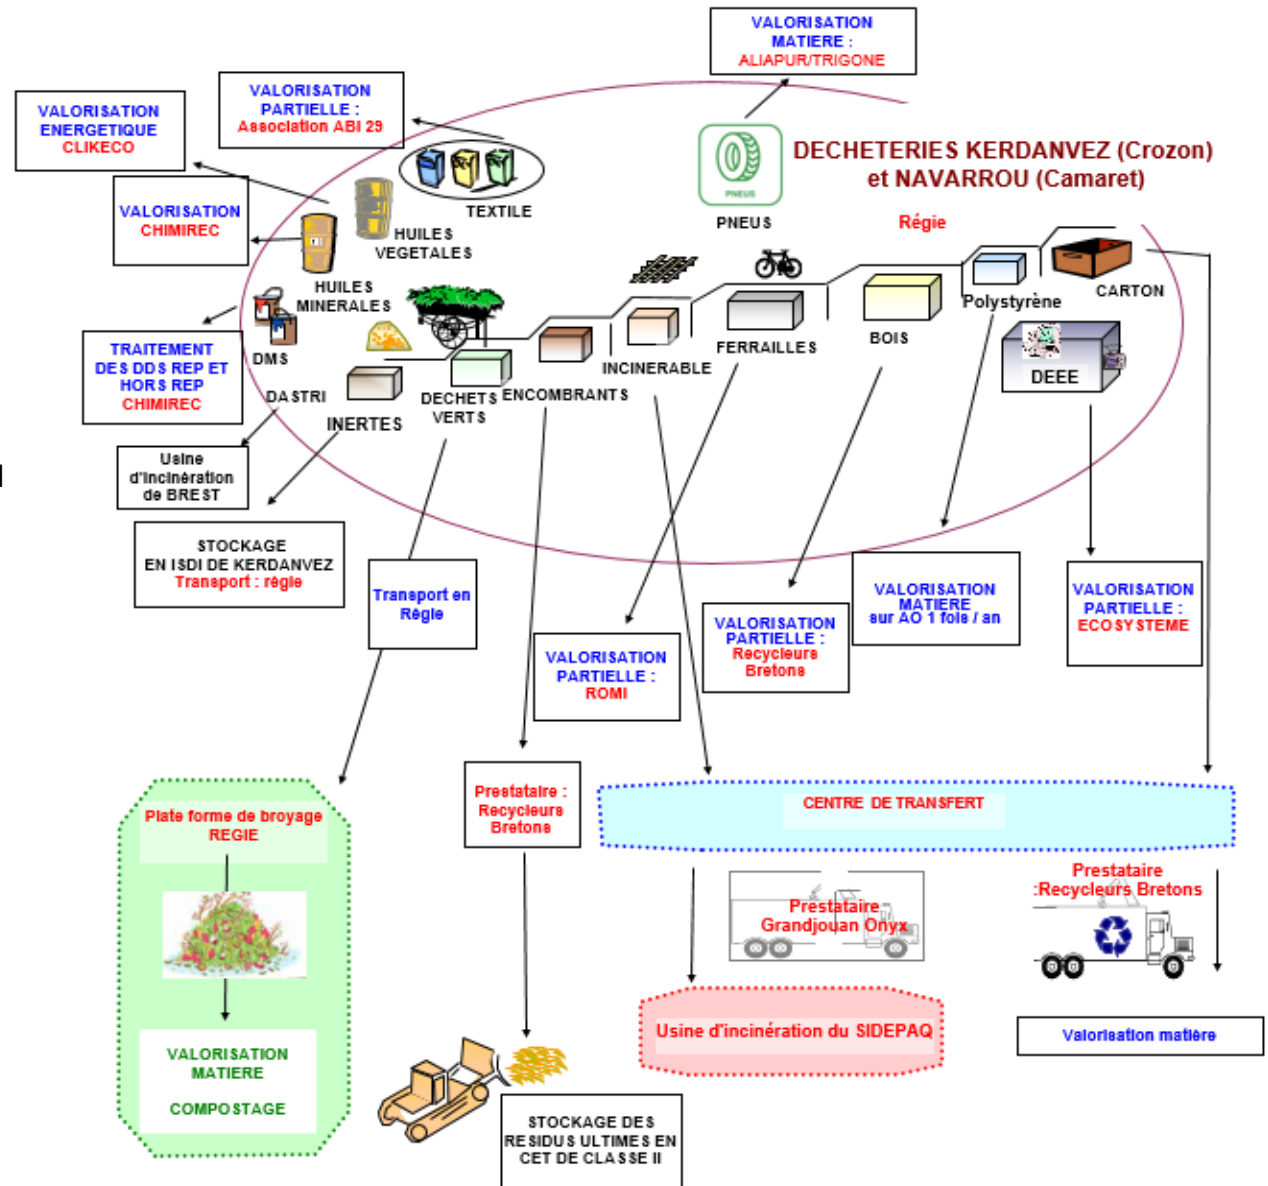 VALORISATION
MATIERE :
ALIAPUR/TRIGONE
VALORISATION
PARTIELLE :
Association ABI 29
VALORISATION
ENERGETIQUE
CLIKECO
VALORISATION
CHIMIREC
TEXTILE
HUILES
VEGETALES
HUILES
MINERALES
PNEUS
PNEUS
DECHETERIES KERDANVEZ (Crozon)
et NAVARROU (Camaret)
Régie
TRAITEMENT
DES DDS REP ET
HORS REP
CHIMIREC
DMS
DASTRI
INERTES
DECHETS
VERTS
ENCOMBRANTS
INCINERABLE
FERRAILLES
BOIS
Polystyrène
CARTON
DEEE
Usine
d'incinération
de BREST
STOCKAGE
EN ISDI DE KERDANVEZ
Transport : régie
Transport en
Régie
VALORISATION
PARTIELLE :
ROMI
VALORISATION
PARTIELLE :
Recycleurs
Bretons
VALORISATION
MATIERE
sur AO 1 fois / an
VALORISATION
PARTIELLE :
ECOSYSTEME
Plate forme de broyage
REGIE
VALORISATION
MATIERE
COMPOSTAGE
Prestataire :
Recycleurs
Bretons
CENTRE DE TRANSFERT
Prestataire
Grandjouan Onyx
Prestataire
:Recycleurs Bretons
Usine d'incinération du SIDEPAQ
Valorisation matière
STOCKAGE DES
RESIDUS ULTIMES EN
CET DE CLASSE II